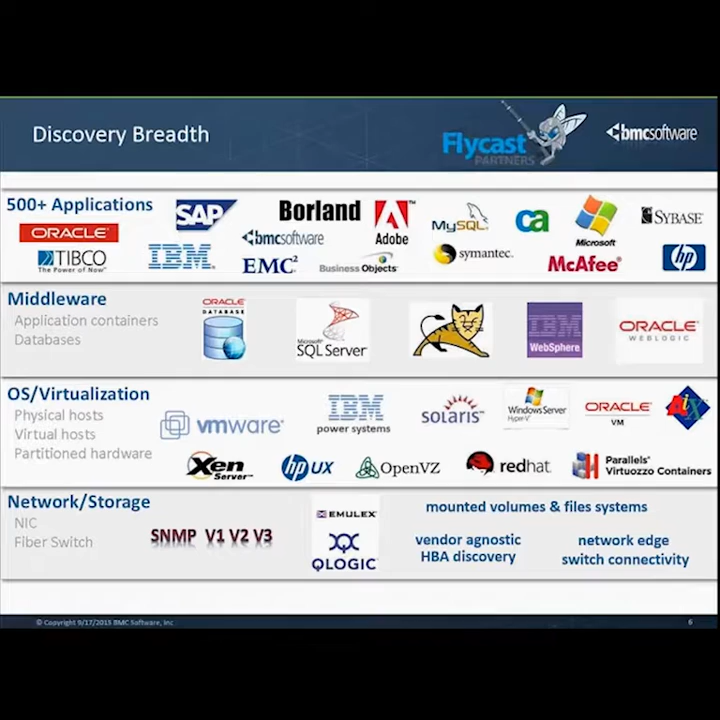 Discovery Breadth
Flycast
PARTNERS
bmcsoftware
500+ Applications
SAP
Borland
Adobe
MySQL
ca
Microsoft
SYBASE
ORACLE
TIBCO
The Power of Now
IBM
bmcsoftware
EMC²
Business Objects
symantec.
McAfee
hp
Middleware
Application containers
Databases
ORACLE
DATABASE
Microsoft
SQL Server
IBM
WebSphere
ORACLE
WEBLOGIC
OS/Virtualization
Physical hosts
Virtual hosts
Partitioned hardware
vmware
IBM
power systems
solaris
Windows Server
Hyper-V
ORACLE
VM
AIX
Xen
Server
hp UX
OpenVZ
redhat.
Parallels
Virtuozzo Containers
Network/Storage
NIC
Fiber Switch
SNMP V1 V2 V3
EMULEX
QLOGIC
mounted volumes & files systems
vendor agnostic
HBA discovery
network edge
switch connectivity
© Copyright 9/17/2015 BMC Software, Inc
6